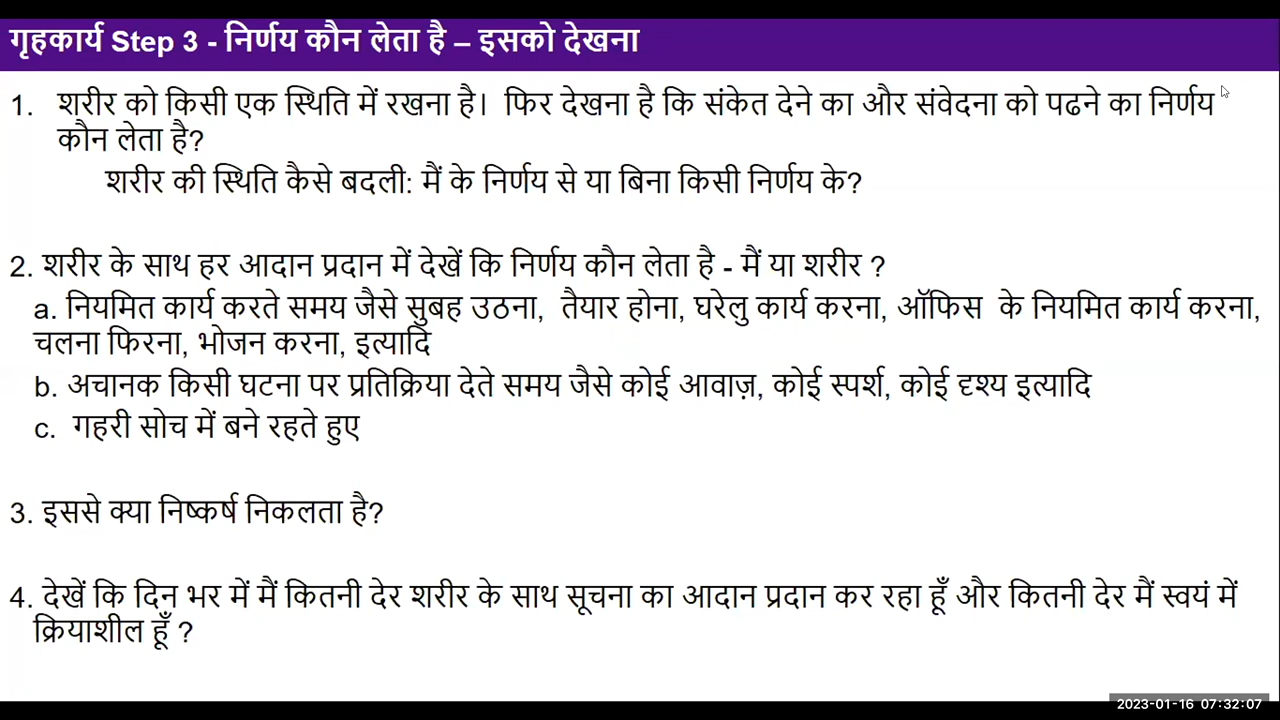 गृहकार्य Step 3 - निर्णय कौन लेता है – इसको देखना
1. शरीर को किसी एक स्थिति में रखना है। फिर देखना है कि संकेत देने का और संवेदना को पढने का निर्णय
कौन लेता है?
शरीर की स्थिति कैसे बदली: मैं के निर्णय से या बिना किसी निर्णय के?
2. शरीर के साथ हर आदान प्रदान में देखें कि निर्णय कौन लेता है - मैं या शरीर ?
a. नियमित कार्य करते समय जैसे सुबह उठना, तैयार होना, घरेलु कार्य करना, ऑफिस के नियमित कार्य करना,
चलना फिरना, भोजन करना, इत्यादि
b. अचानक किसी घटना पर प्रतिक्रिया देते समय जैसे कोई आवाज़, कोई स्पर्श, कोई दृश्य इत्यादि
c. गहरी सोच में बने रहते हुए
3. इससे क्या निष्कर्ष निकलता है?
4. देखें कि दिन भर में मैं कितनी देर शरीर के साथ सूचना का आदान प्रदान कर रहा हूँ और कितनी देर मैं स्वयं में
क्रियाशील हूँ ?
2023-01-16 07:32:07